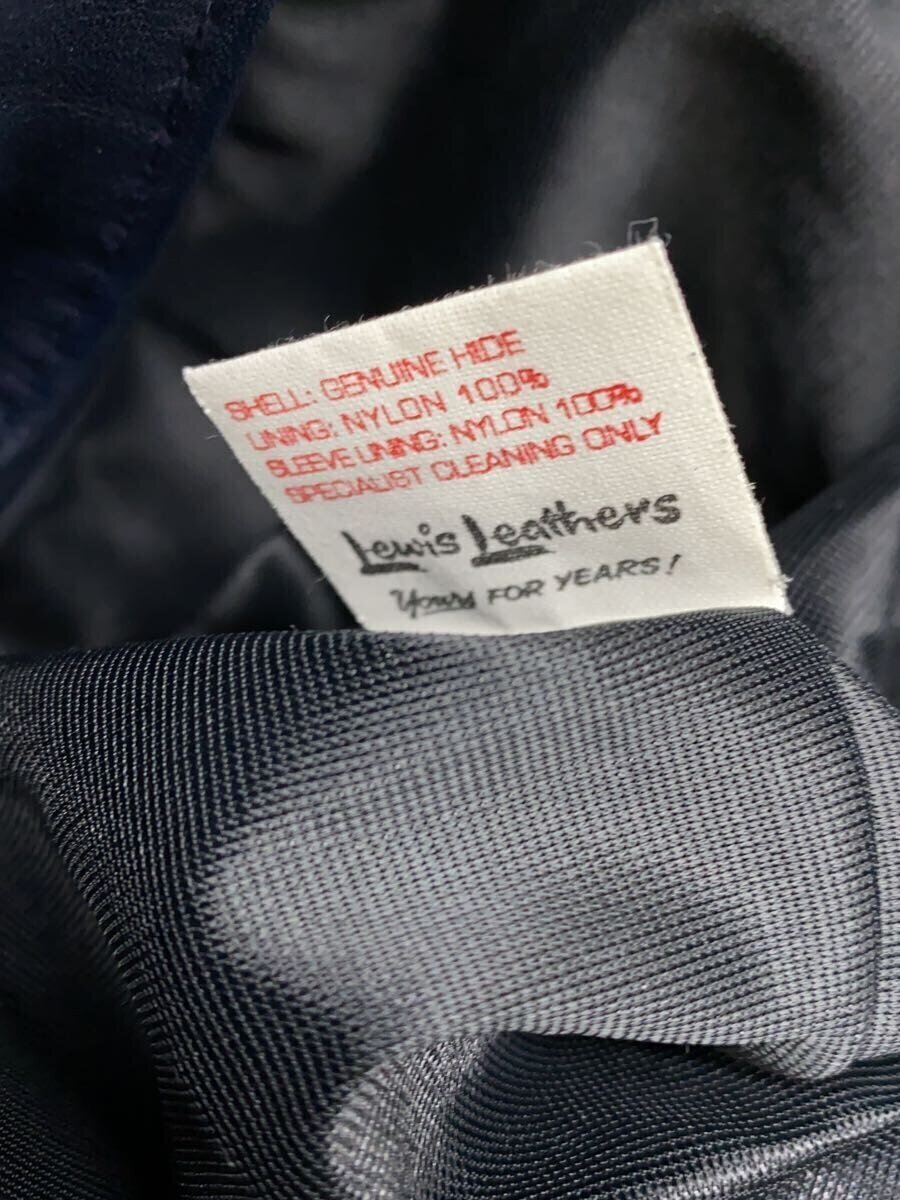 SHELL: GENUINE HIDE
LINING: NYLON 100%
SLEEVE LINING: NYLON 100%
SPECIALIST CLEANING ONLY
Lewis Leathers
Yours FOR YEARS!